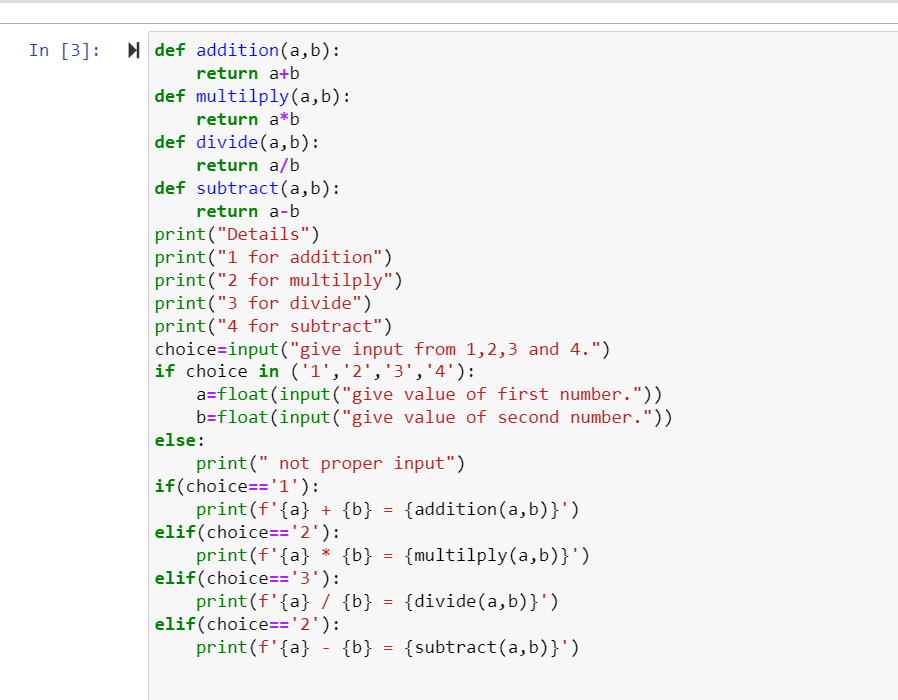 In [3]:
def addition(a,b):
    return a+b
def multilply(a,b):
    return a*b
def divide(a,b):
    return a/b
def subtract(a,b):
    return a-b
print("Details")
print("1 for addition")
print("2 for multilply")
print("3 for divide")
print("4 for subtract")
choice=input("give input from 1,2,3 and 4.")
if choice in ('1','2','3','4'):
    a=float(input("give value of first number."))
    b=float(input("give value of second number."))
else:
    print(" not proper input")
if(choice=='1'):
    print(f'{a} + {b} = {addition(a,b)}')
elif(choice=='2'):
    print(f'{a} * {b} = {multilply(a,b)}')
elif(choice=='3'):
    print(f'{a} / {b} = {divide(a,b)}')
elif(choice=='2'):
    print(f'{a} - {b} = {subtract(a,b)}')